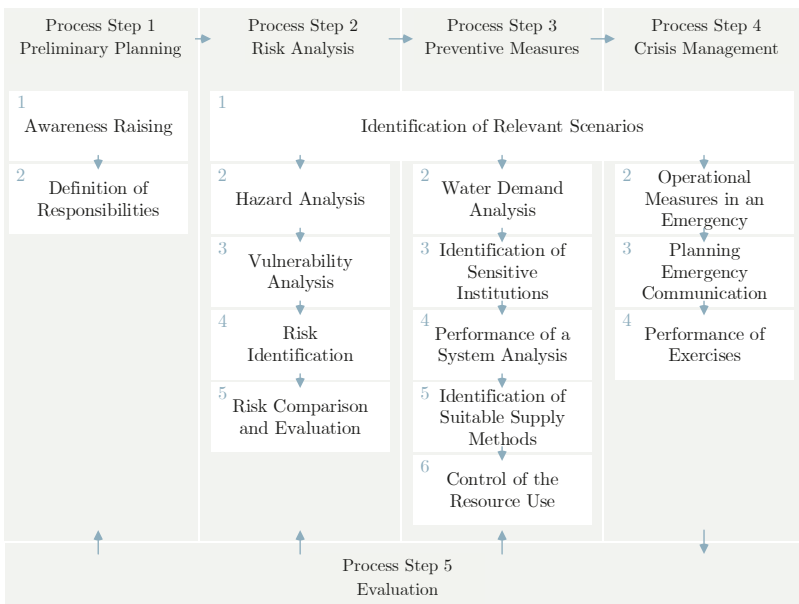 Process Step 1
Preliminary Planning
Process Step 2
Risk Analysis
Process Step 3
Preventive Measures
Process Step 4
Crisis Management
1
Awareness Raising
2
Definition of
Responsibilities
1
Identification of Relevant Scenarios
2
Hazard Analysis
3
Vulnerability
Analysis
4
Risk
Identification
5
Risk Comparison
and Evaluation
2
Water Demand
Analysis
3
Identification of
Sensitive
Institutions
4
Performance of a
System Analysis
5
Identification of
Suitable Supply
Methods
6
Control of the
Resource Use
2
Operational
Measures in an
Emergency
3
Planning
Emergency
Communication
4
Performance of
Exercises
Process Step 5
Evaluation